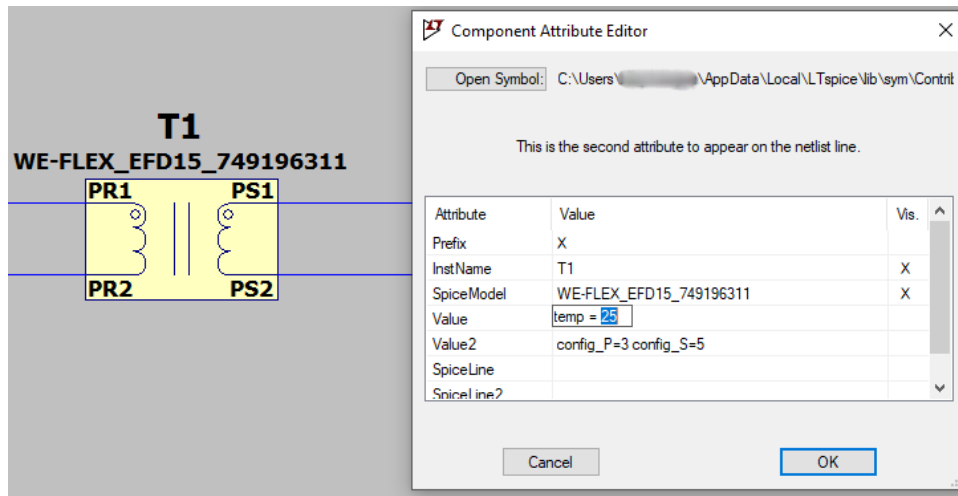 Component Attribute Editor
Open Symbol: C:\Users\ \AppData\Local\LTspice\lib\sym\Contrib
This is the second attribute to appear on the netlist line.
T1
WE-FLEX_EFD15_749196311
PR1 PS1
PR2 PS2
Attribute Value Vis.
Prefix X
InstName T1 X
SpiceModel WE-FLEX_EFD15_749196311 X
Value temp = 25
Value2 config_P=3 config_S=5
SpiceLine
SpiceLine2
Cancel OK